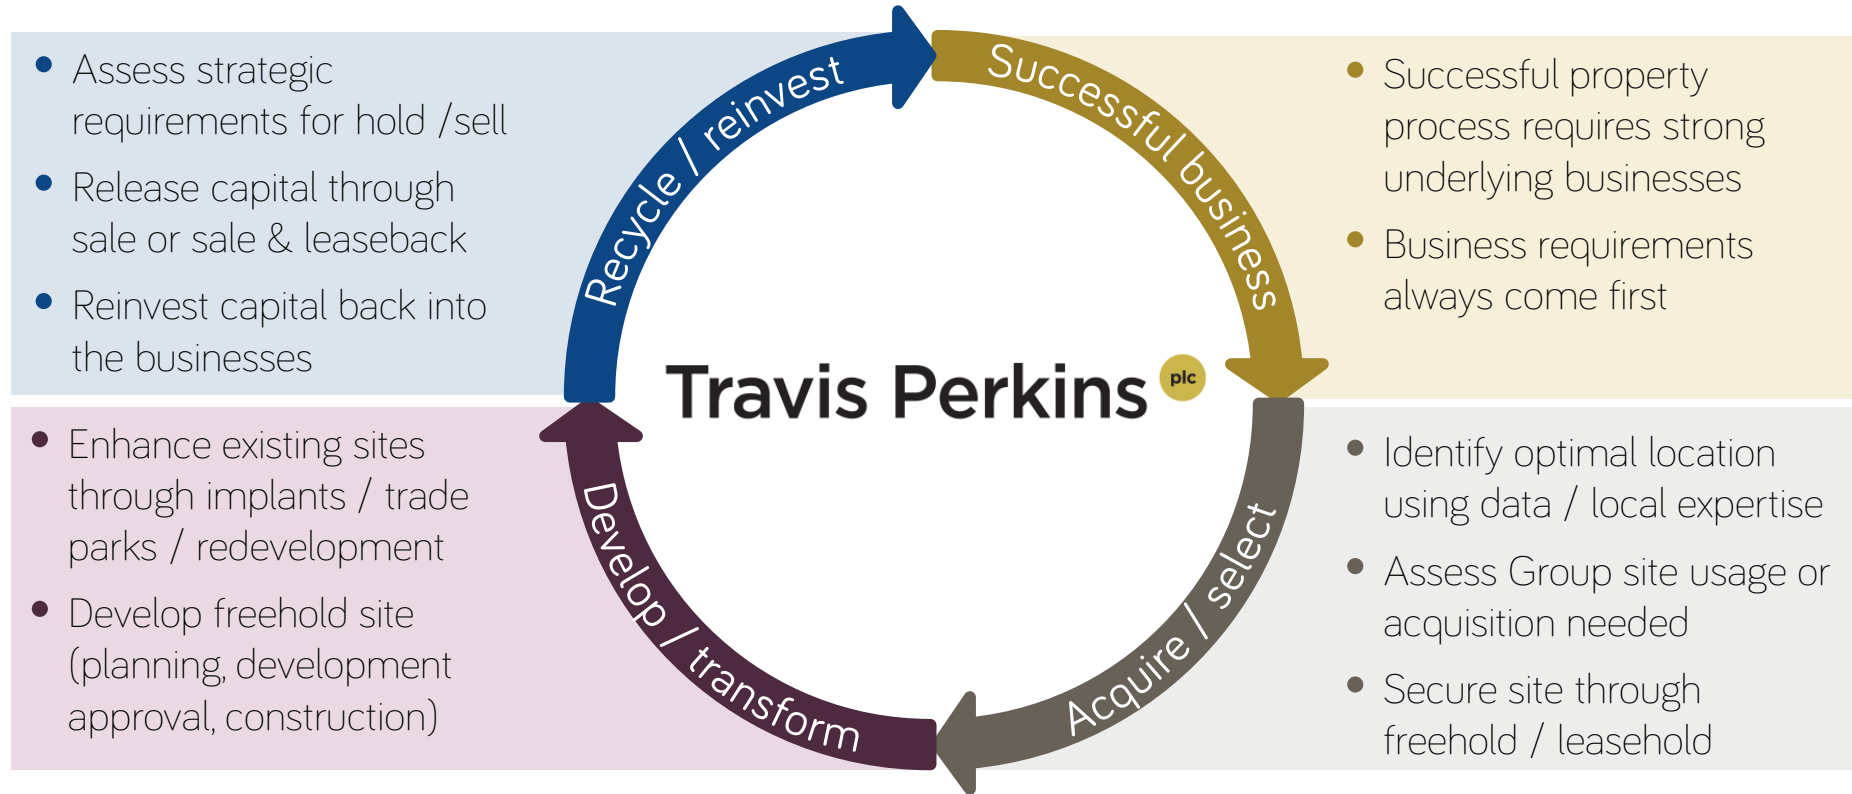 • Assess strategic
requirements for hold /sell
• Release capital through
sale or sale & leaseback
• Reinvest capital back into
the businesses
Recycle / reinvest
Successful business
• Successful property
process requires strong
underlying businesses
• Business requirements
always come first
Travis Perkins plc
• Enhance existing sites
through implants / trade
parks / redevelopment
• Develop freehold site
(planning, development
approval, construction)
Develop / transform
Acquire / select
• Identify optimal location
using data / local expertise
• Assess Group site usage or
acquisition needed
• Secure site through
freehold / leasehold